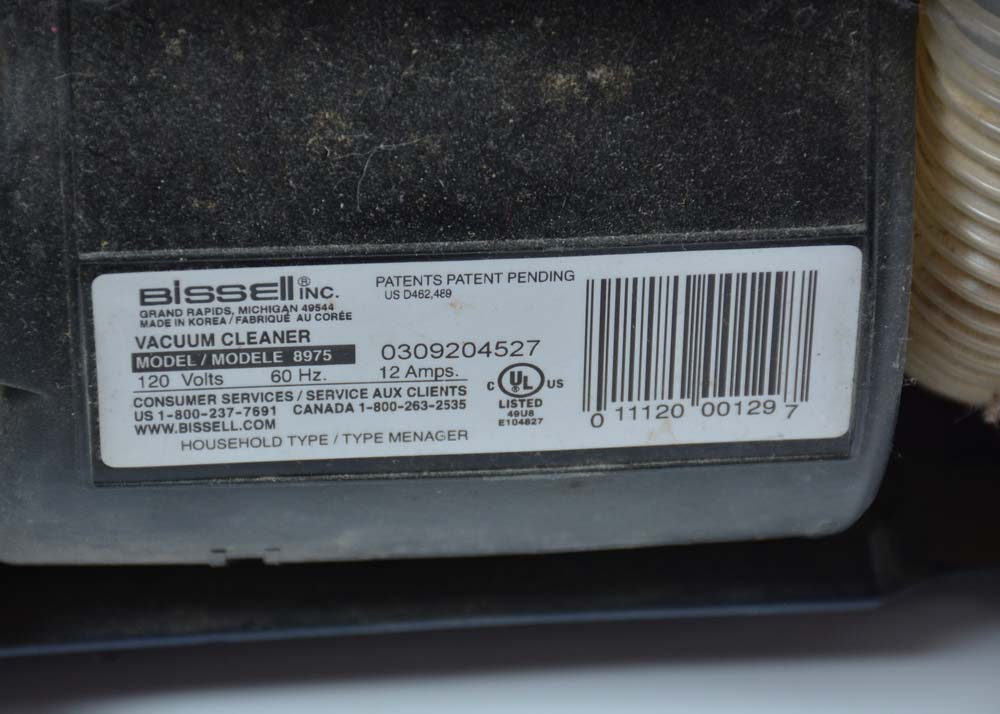 BISSELL® INC.
GRAND RAPIDS, MICHIGAN 49544
MADE IN KOREA / FABRIQUÉ AU CORÉE
VACUUM CLEANER
MODEL / MODELE 8975
120 Volts 60 Hz. 12 Amps.
CONSUMER SERVICES / SERVICE AUX CLIENTS
US 1-800-237-7691 CANADA 1-800-263-2535
WWW.BISSELL.COM
HOUSEHOLD TYPE / TYPE MENAGER
PATENTS PATENT PENDING
US D462,489
0309204527
C UL US
LISTED
49U8
E104827
0 11120 00129 7